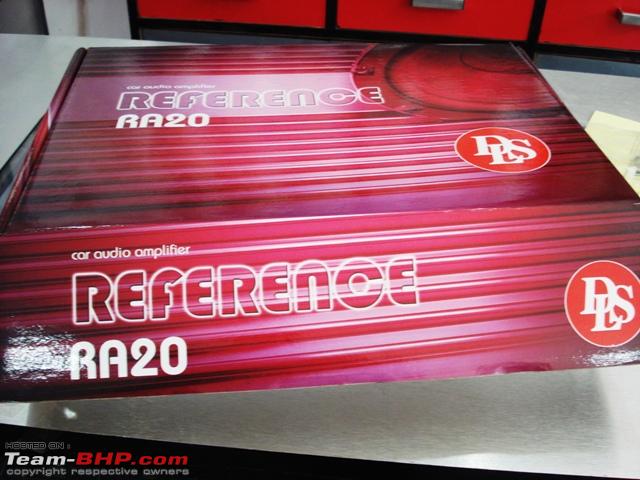 car audio amplifier
REFERENCE
RA20
DLS
car audio amplifier
REFERENCE
RA20
DLS
HOSTED ON :
Team-BHP.com
copyright respective owners